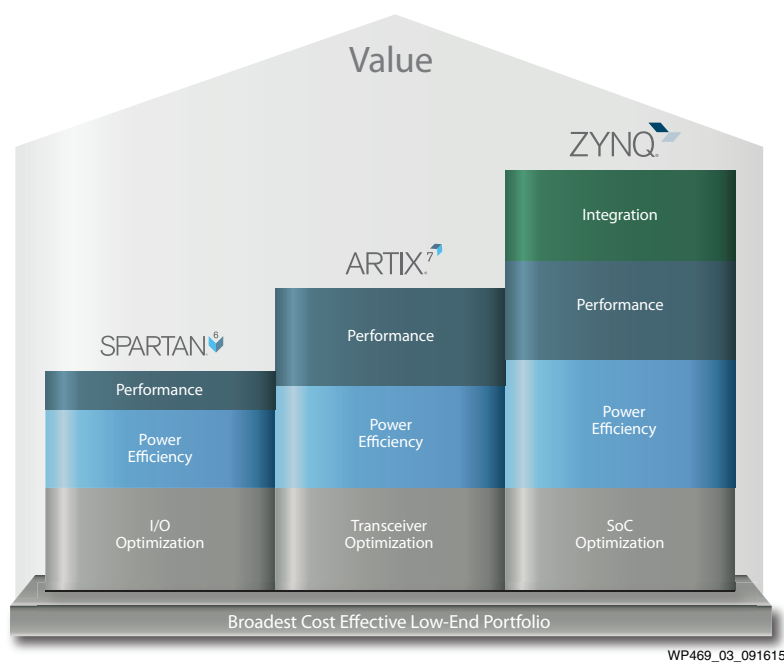 Value
ZYNQ®
Integration
ARTIX®7
Performance
Performance
SPARTAN®6
Performance
Power
Efficiency
Power
Efficiency
Power
Efficiency
I/O
Optimization
Transceiver
Optimization
SoC
Optimization
Broadest Cost Effective Low-End Portfolio
WP469_03_091615